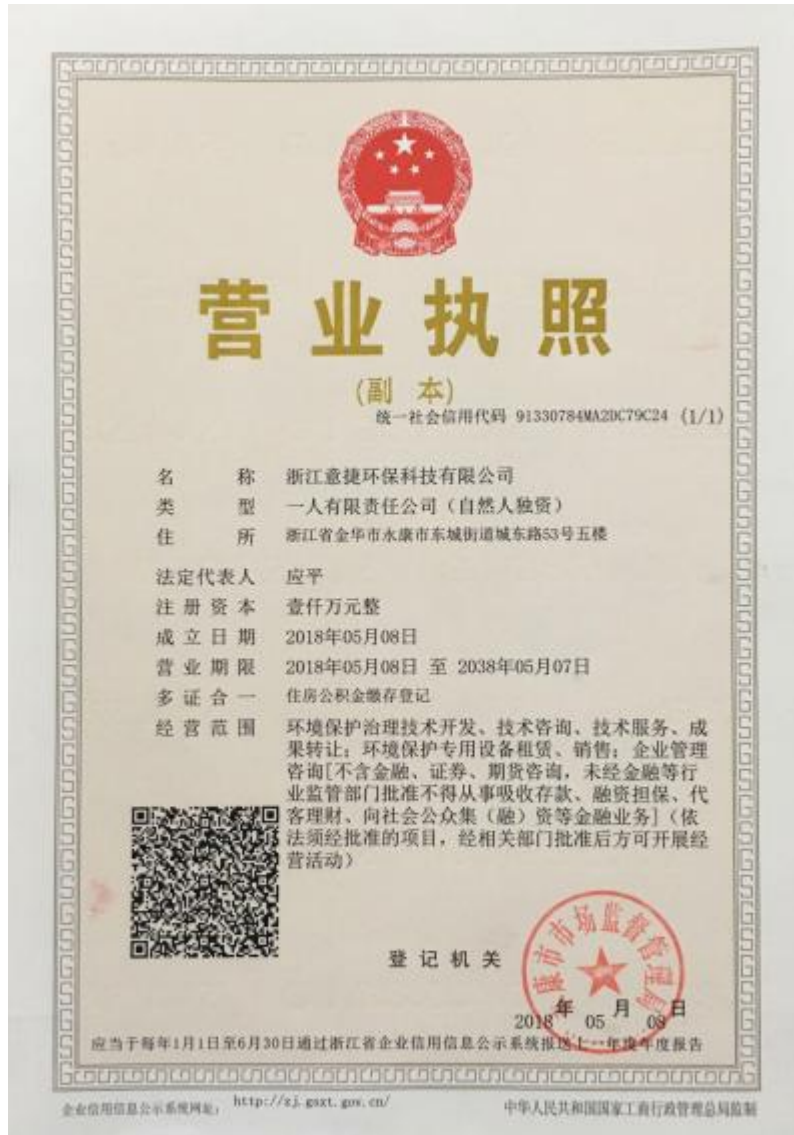 营业执照
(副 本)
统一社会信用代码 91330784MA2DC79C24 (1/1)
名 称 浙江意捷环保科技有限公司
类 型 一人有限责任公司（自然人独资）
住 所 浙江省金华市永康市东城街道城东路53号五楼
法定代表人 应平
注 册 资 本 壹仟万元整
成 立 日 期 2018年05月08日
营 业 期 限 2018年05月08日 至 2038年05月07日
多 证 合 一 住房公积金缴存登记
经 营 范 围 环境保护治理技术开发、技术咨询、技术服务、成
果转让；环境保护专用设备租赁、销售；企业管理
咨询[不含金融、证券、期货咨询，未经金融等行
业监管部门批准不得从事吸收存款、融资担保、代
客理财、向社会公众集（融）资等金融业务]（依
法须经批准的项目，经相关部门批准后方可开展经
营活动）
康市市场监督管理局
登 记 机 关
2018 年 05 月 08 日
应当于每年1月1日至6月30日通过浙江省企业信用信息公示系统报送上一年度年度报告
企业信用信息公示系统网址： http://zj.gsxt.gov.cn/
中华人民共和国国家工商行政管理总局监制